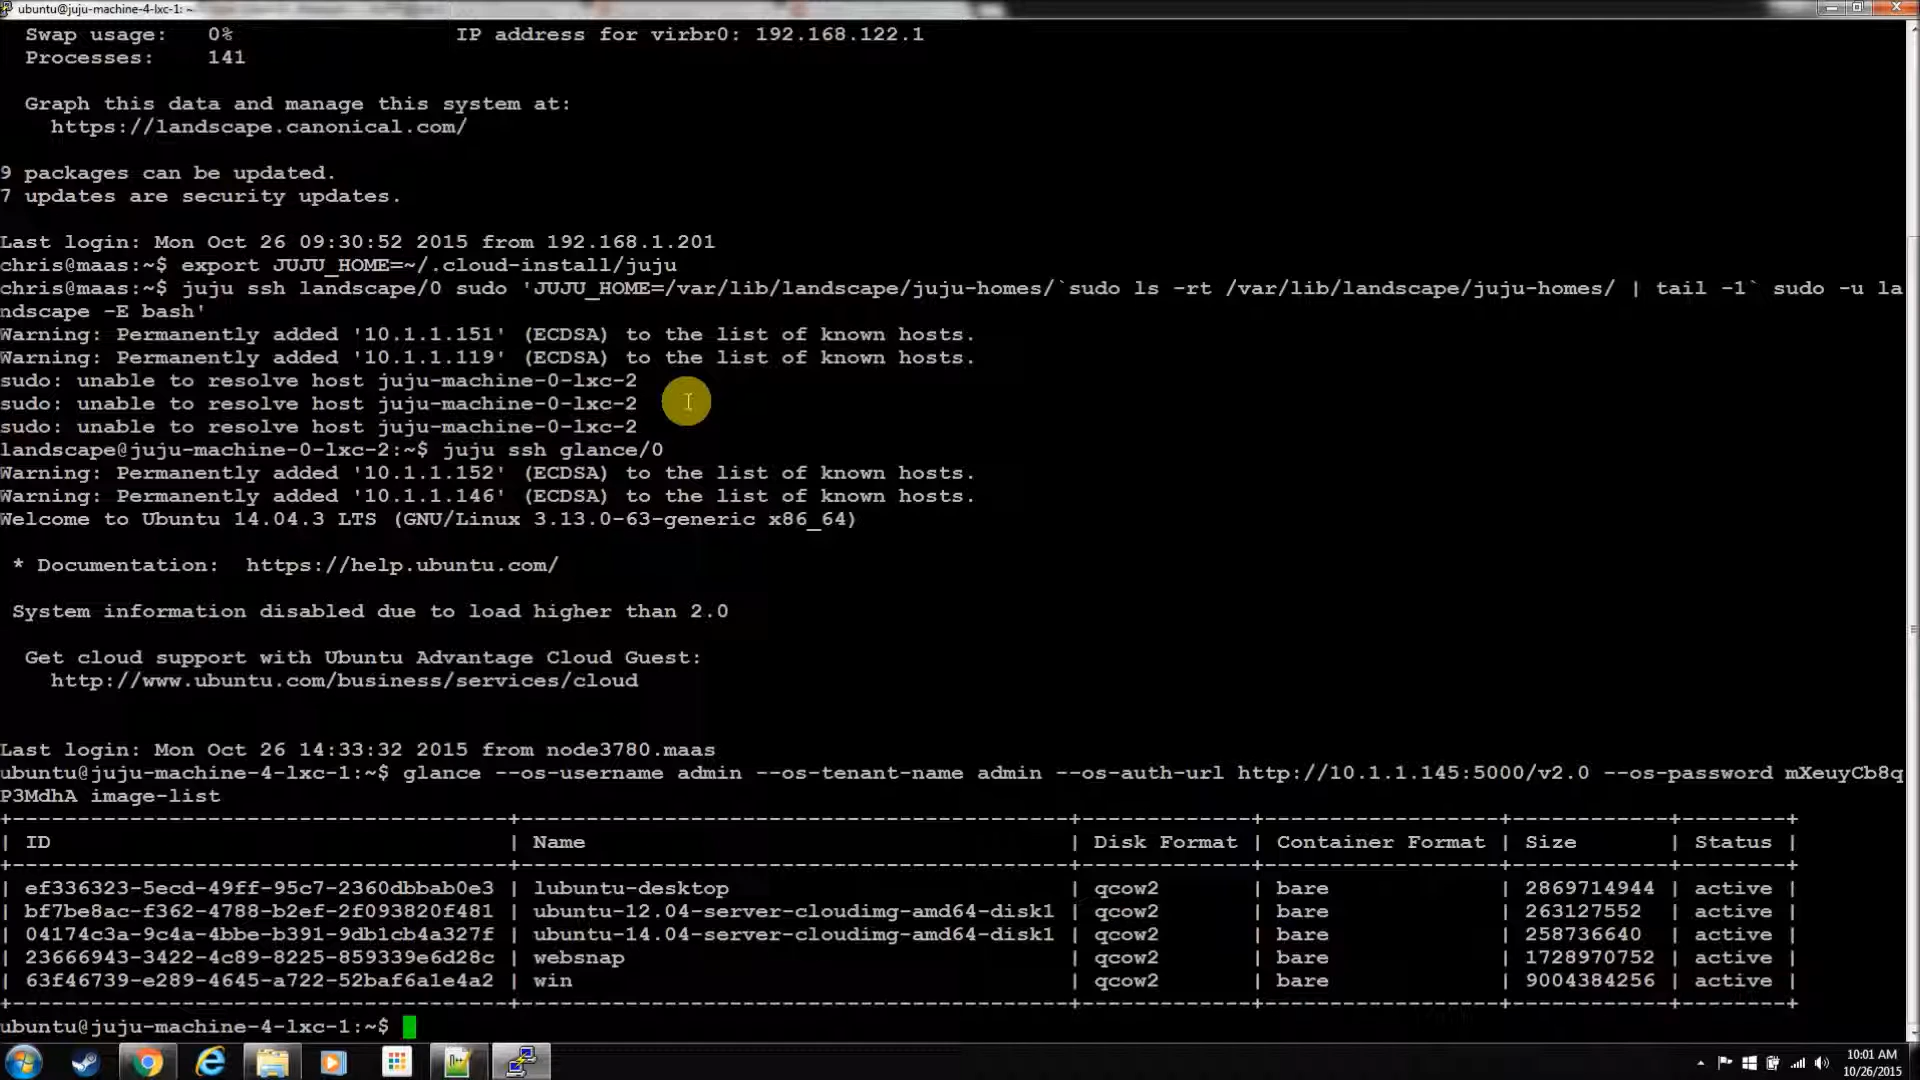 ubuntu@juju-machine-4-lxc-1: ~
Swap usage: 0% IP address for virbr0: 192.168.122.1
Processes: 141
Graph this data and manage this system at:
https://landscape.canonical.com/
9 packages can be updated.
7 updates are security updates.
Last login: Mon Oct 26 09:30:52 2015 from 192.168.1.201
chris@maas:~$ export JUJU_HOME=~/.cloud-install/juju
chris@maas:~$ juju ssh landscape/0 sudo 'JUJU_HOME=/var/lib/landscape/juju-homes/`sudo ls -rt /var/lib/landscape/juju-homes/ | tail -1` sudo -u la
ndscape -E bash'
Warning: Permanently added '10.1.1.151' (ECDSA) to the list of known hosts.
Warning: Permanently added '10.1.1.119' (ECDSA) to the list of known hosts.
sudo: unable to resolve host juju-machine-0-lxc-2
sudo: unable to resolve host juju-machine-0-lxc-2
sudo: unable to resolve host juju-machine-0-lxc-2
landscape@juju-machine-0-lxc-2:~$ juju ssh glance/0
Warning: Permanently added '10.1.1.152' (ECDSA) to the list of known hosts.
Warning: Permanently added '10.1.1.146' (ECDSA) to the list of known hosts.
Welcome to Ubuntu 14.04.3 LTS (GNU/Linux 3.13.0-63-generic x86_64)
* Documentation: https://help.ubuntu.com/
System information disabled due to load higher than 2.0
Get cloud support with Ubuntu Advantage Cloud Guest:
http://www.ubuntu.com/business/services/cloud
Last login: Mon Oct 26 14:33:32 2015 from node3780.maas
ubuntu@juju-machine-4-lxc-1:~$ glance --os-username admin --os-tenant-name admin --os-auth-url http://10.1.1.145:5000/v2.0 --os-password mXeuyCb8q
P3MdhA image-list
| ID | Name | Disk Format | Container Format | Size | Status |
| ef336323-5ecd-49ff-95c7-2360dbbab0e3 | lubuntu-desktop | qcow2 | bare | 2869714944 | active |
| bf7be8ac-f362-4788-b2ef-2f093820f481 | ubuntu-12.04-server-cloudimg-amd64-disk1 | qcow2 | bare | 263127552 | active |
| 04174c3a-9c4a-4bbe-b391-9db1cb4a327f | ubuntu-14.04-server-cloudimg-amd64-disk1 | qcow2 | bare | 258736640 | active |
| 23666943-3422-4c89-8225-859339e6d28c | websnap | qcow2 | bare | 1728970752 | active |
| 63f46739-e289-4645-a722-52baf6a1e4a2 | win | qcow2 | bare | 9004384256 | active |
ubuntu@juju-machine-4-lxc-1:~$
10:01 AM
10/26/2015